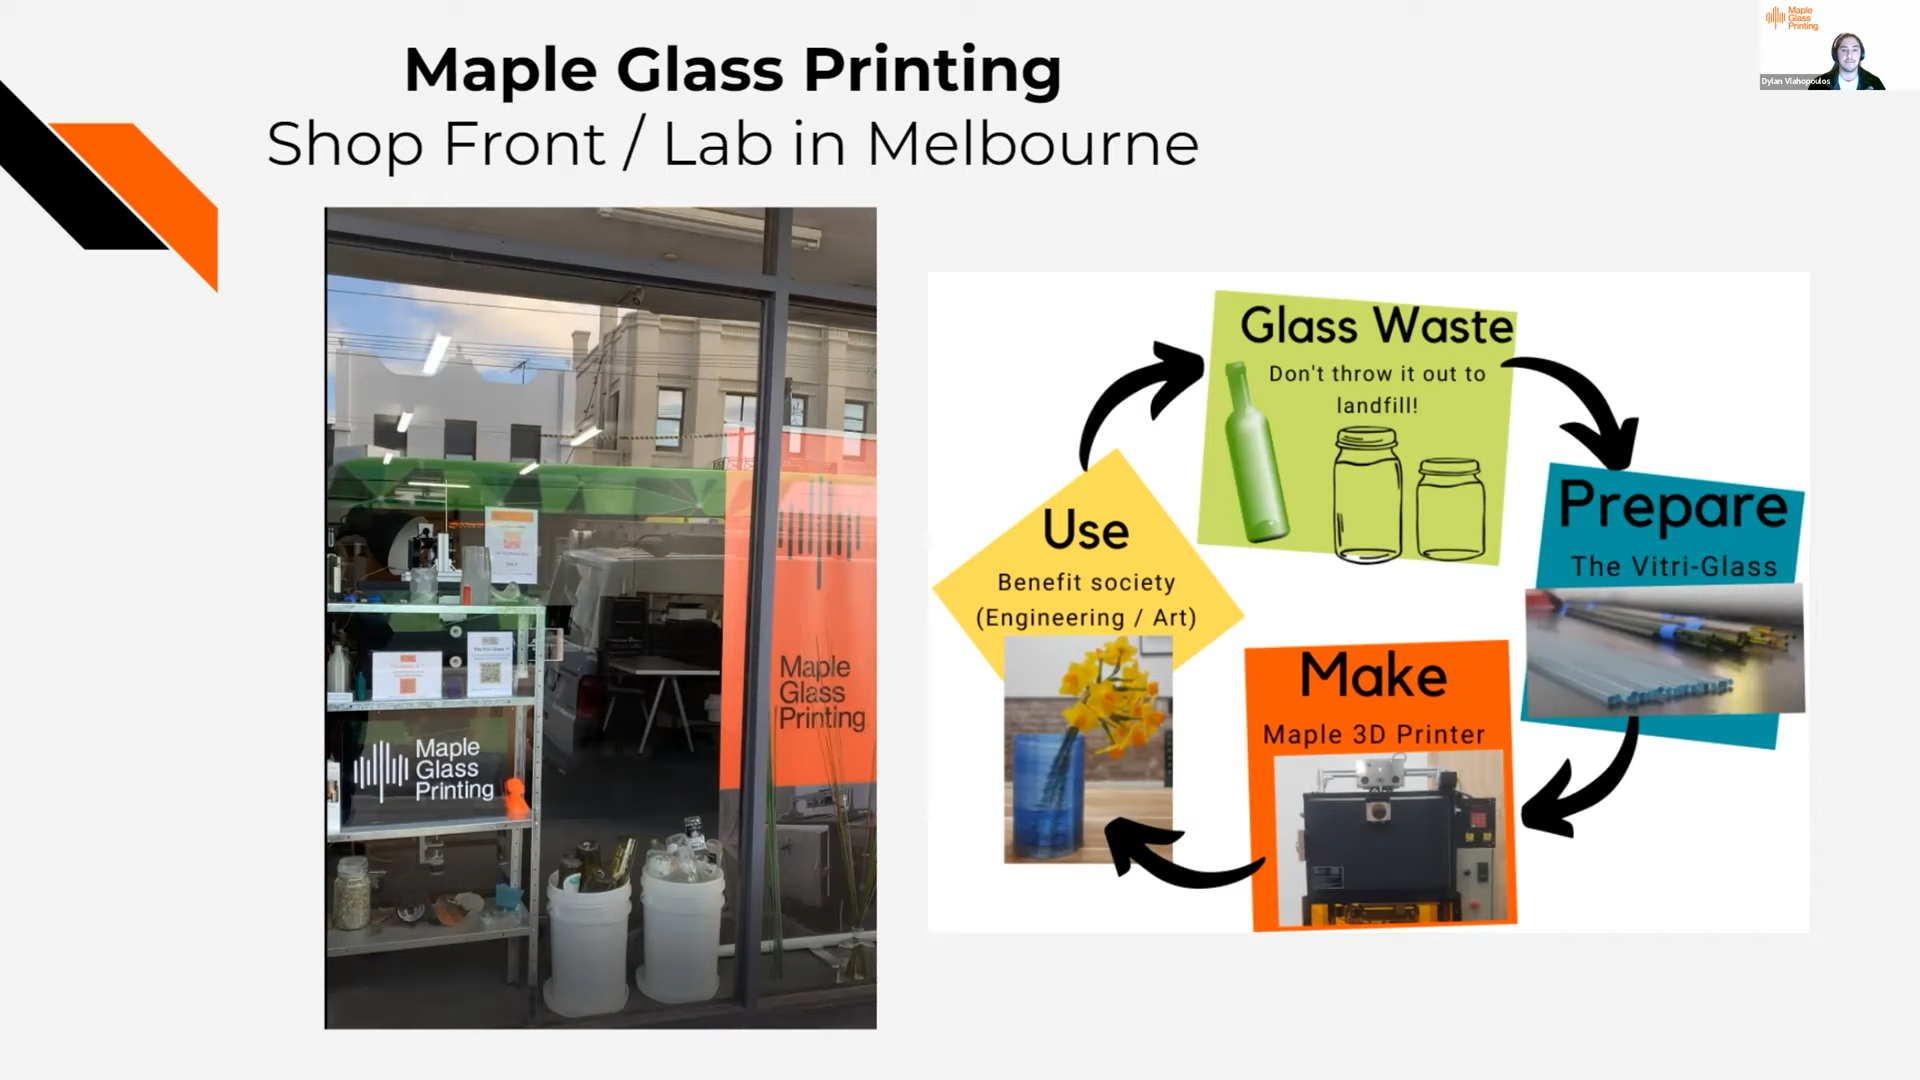 Maple Glass Printing
Shop Front / Lab in Melbourne
Maple
Glass
Printing
Dylan Vlahopoulos
Maple
Glass
Printing
Maple
Glass
Printing
Glass Waste
Don't throw it out to
landfill!
Prepare
The Vitri-Glass
Make
Maple 3D Printer
Use
Benefit society
(Engineering / Art)